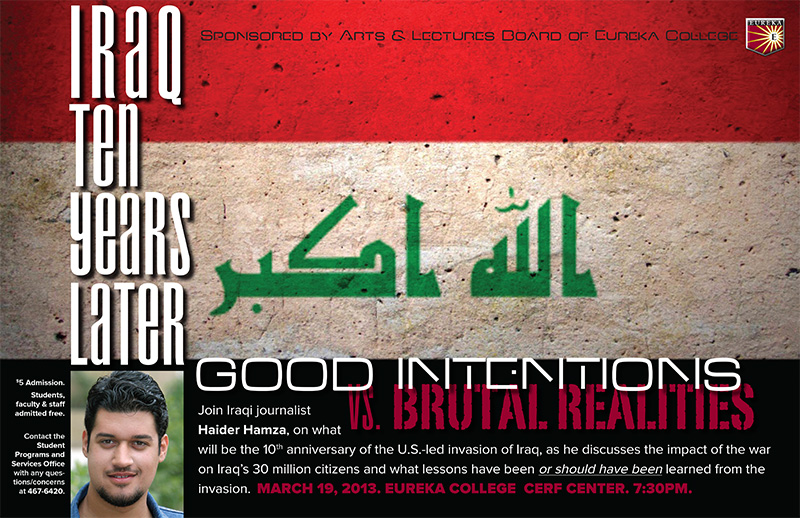 IRaQ
Ten
Years
Later
Sponsored by Arts & Lectures Board of Eureka College
EUREKA
E
الله اكبر
GOOD INTENTIONS
VS. BRUTAL REALITIES
Join Iraqi journalist
Haider Hamza, on what
will be the 10th anniversary of the U.S.-led invasion of Iraq, as he discusses the impact of the war
on Iraq's 30 million citizens and what lessons have been or should have been learned from the
invasion. MARCH 19, 2013. EUREKA COLLEGE CERF CENTER. 7:30PM.
$5 Admission.
Students,
faculty & staff
admitted free.
Contact the
Student
Programs and
Services Office
with any ques-
tions/concerns
at 467-6420.